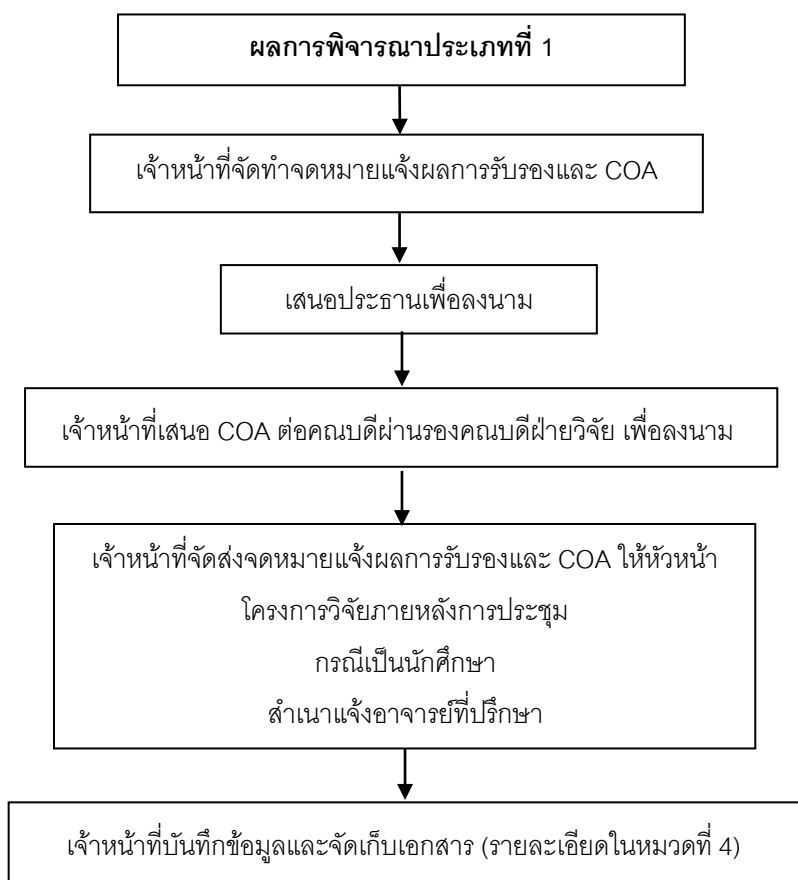 ผลการพิจารณาประเภทที่ 1
เจ้าหน้าที่จัดทำจดหมายแจ้งผลการรับรองและ COA
เสนอประธานเพื่อลงนาม
เจ้าหน้าที่เสนอ COA ต่อคณบดีผ่านรองคณบดีฝ่ายวิจัย เพื่อลงนาม
เจ้าหน้าที่จัดส่งจดหมายแจ้งผลการรับรองและ COA ให้หัวหน้า
โครงการวิจัยภายหลังการประชุม
กรณีเป็นนักศึกษา
สำเนาแจ้งอาจารย์ที่ปรึกษา
เจ้าหน้าที่บันทึกข้อมูลและจัดเก็บเอกสาร (รายละเอียดในหมวดที่ 4)